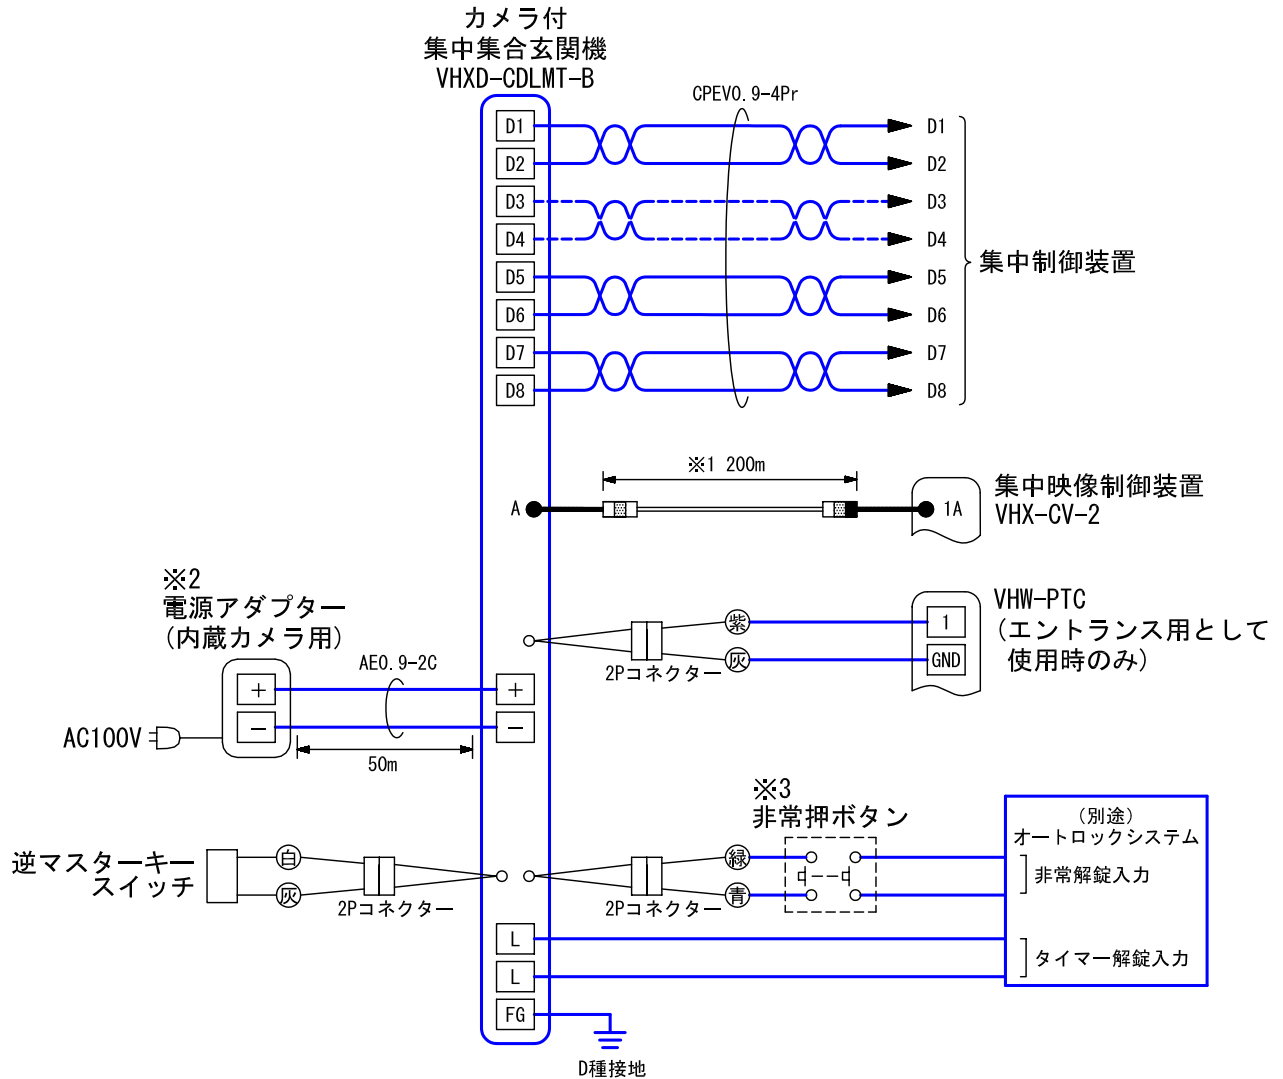 カメラ付
集中集合玄関機
VHXD-CDLMT-B
CPEV0.9-4Pr
D1 D1
D2 D2
D3 D3
D4 D4
集中制御装置
D5 D5
D6 D6
D7 D7
D8 D8
※1 200m
A 1A
集中映像制御装置
VHX-CV-2
※2
電源アダプター
(内蔵カメラ用)
AE0.9-2C
+ +
- -
AC100V
50m
紫 1
灰 GND
2Pコネクター
VHW-PTC
(エントランス用として
使用時のみ)
※3
非常押ボタン
(別途)
オートロックシステム
逆マスターキー
スイッチ
白
灰
2Pコネクター
緑
青
2Pコネクター
非常解錠入力
L
L
タイマー解錠入力
FG
D種接地